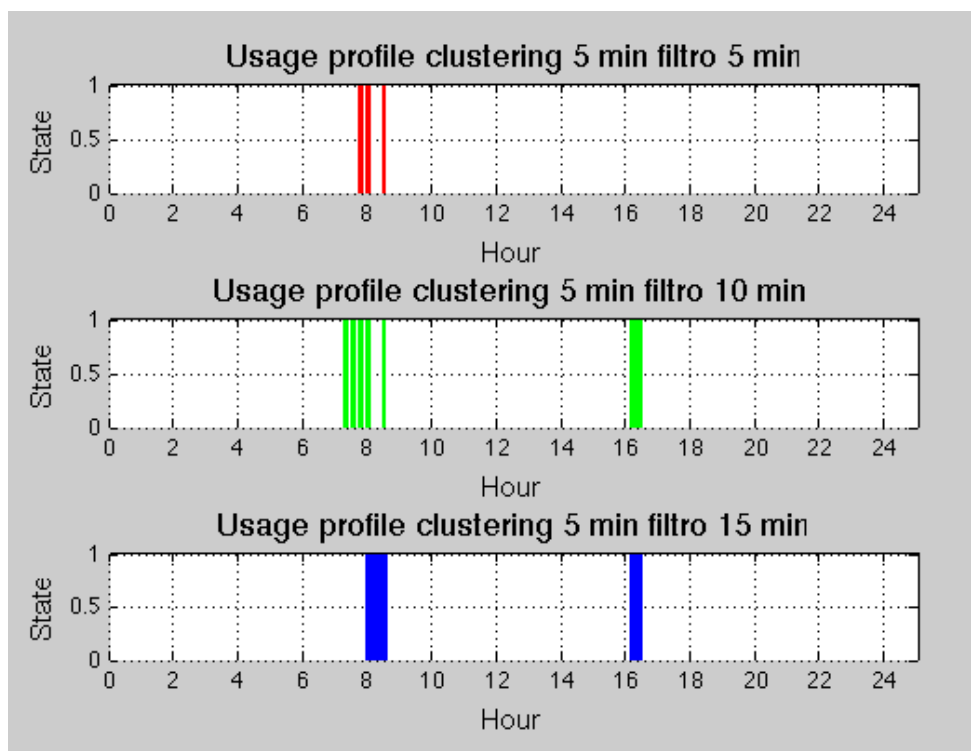 Usage profile clustering 5 min filtro 5 min
1
0.5
0
State
0 2 4 6 8 10 12 14 16 18 20 22 24
Hour
Usage profile clustering 5 min filtro 10 min
1
0.5
0
State
0 2 4 6 8 10 12 14 16 18 20 22 24
Hour
Usage profile clustering 5 min filtro 15 min
1
0.5
0
State
0 2 4 6 8 10 12 14 16 18 20 22 24
Hour